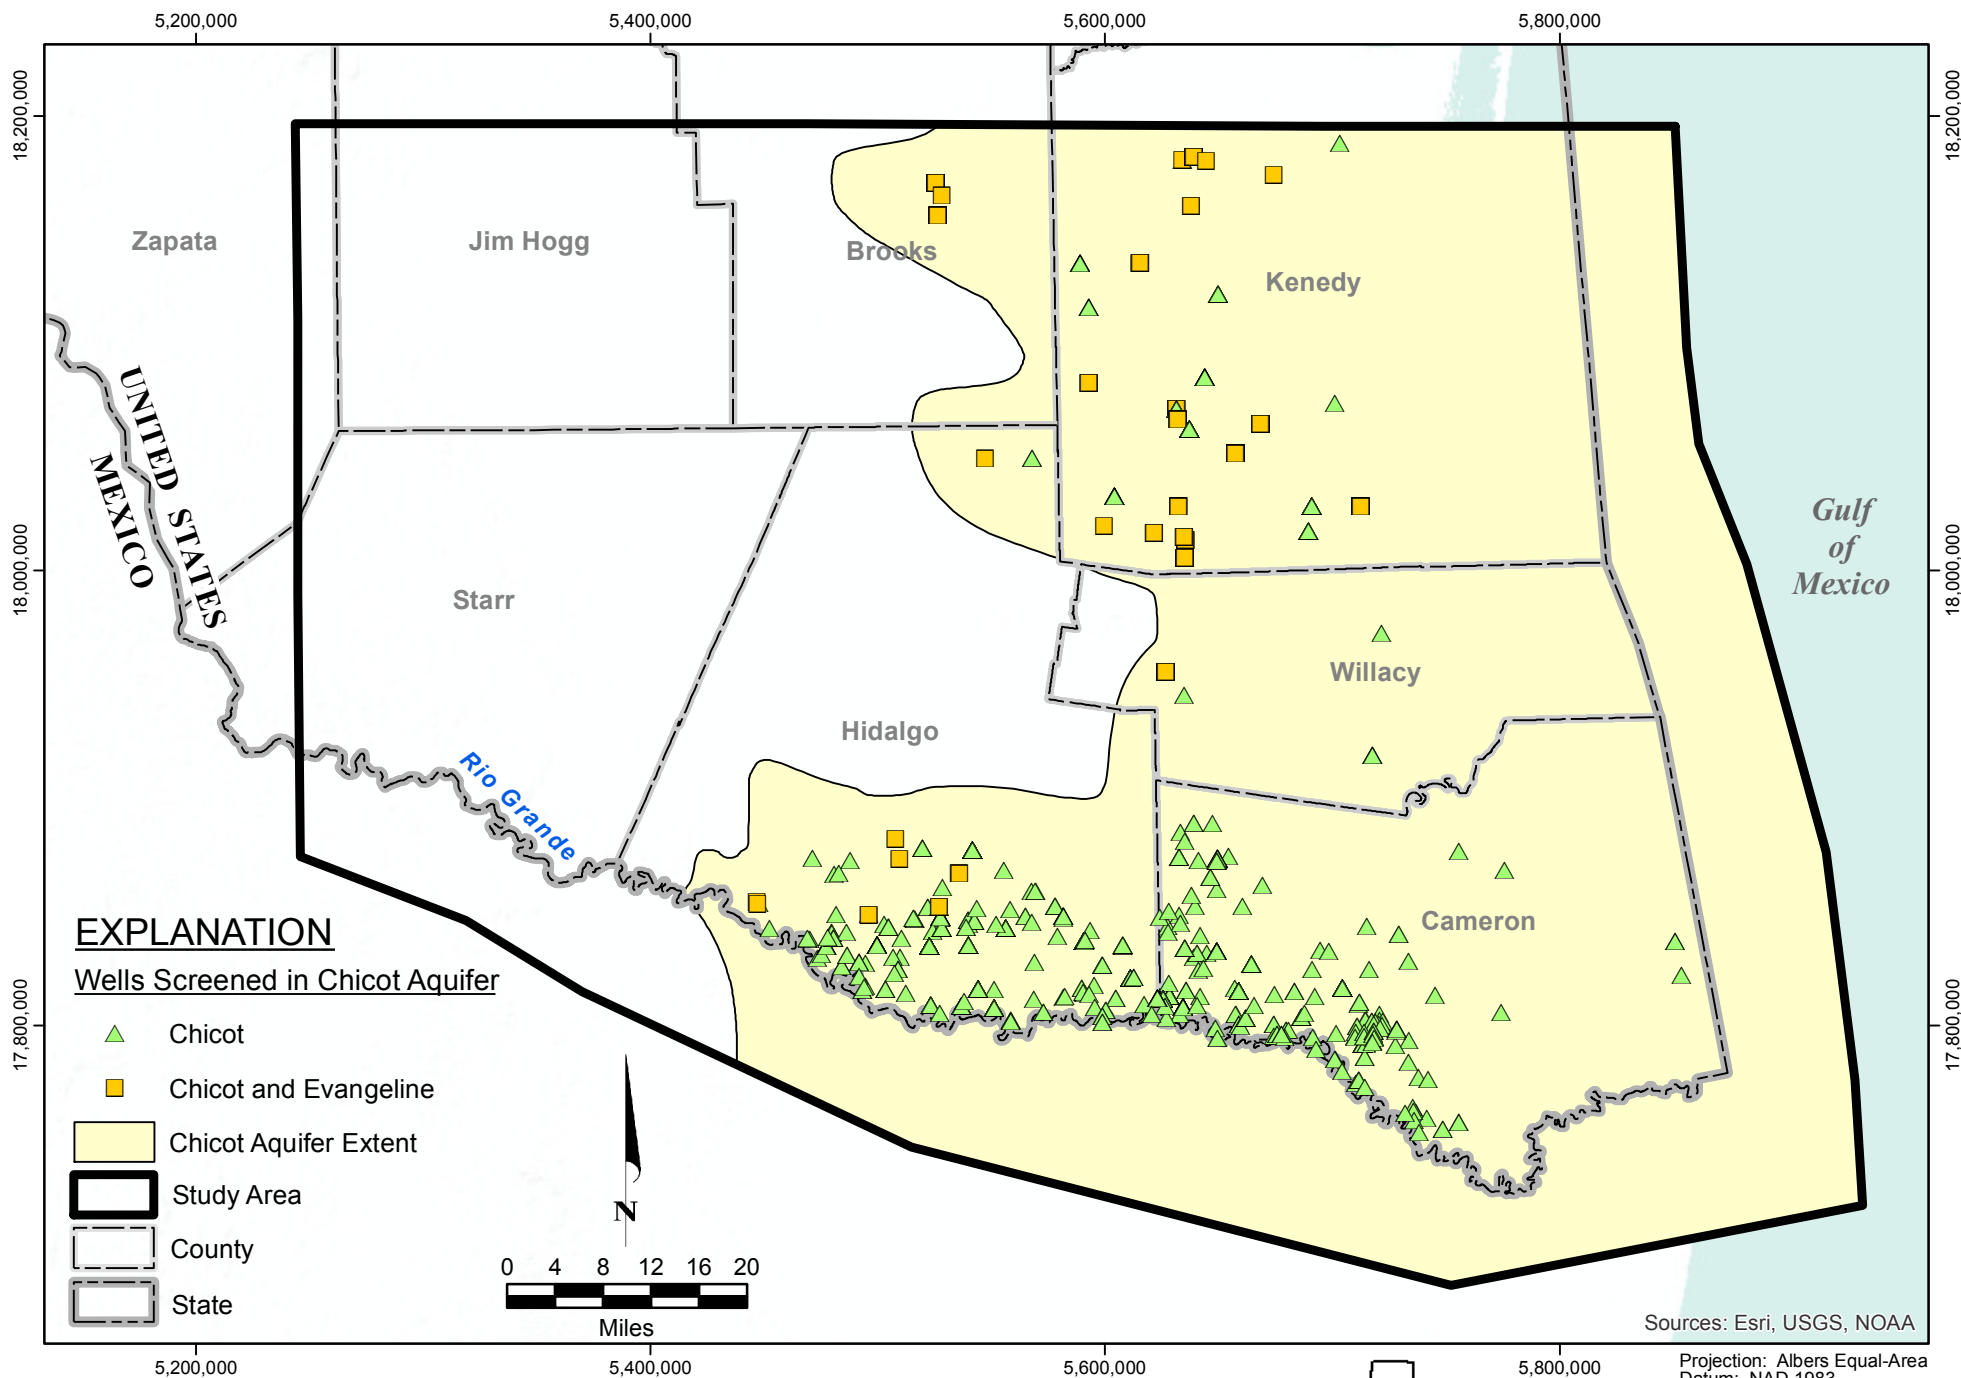 5,200,000 5,400,000 5,600,000 5,800,000
18,200,000
18,200,000
Zapata
Jim Hogg
Brooks
Kenedy
UNITED STATES
MEXICO
Gulf
of
Mexico
18,000,000
18,000,000
Starr
Willacy
Hidalgo
Rio Grande
Cameron
EXPLANATION
Wells Screened in Chicot Aquifer
Chicot
Chicot and Evangeline
Chicot Aquifer Extent
Study Area
County
State
17,800,000
17,800,000
N
0 4 8 12 16 20
Miles
Sources: Esri, USGS, NOAA
5,200,000 5,400,000 5,600,000 5,800,000
Projection: Albers Equal-Area
Datum: NAD 1983